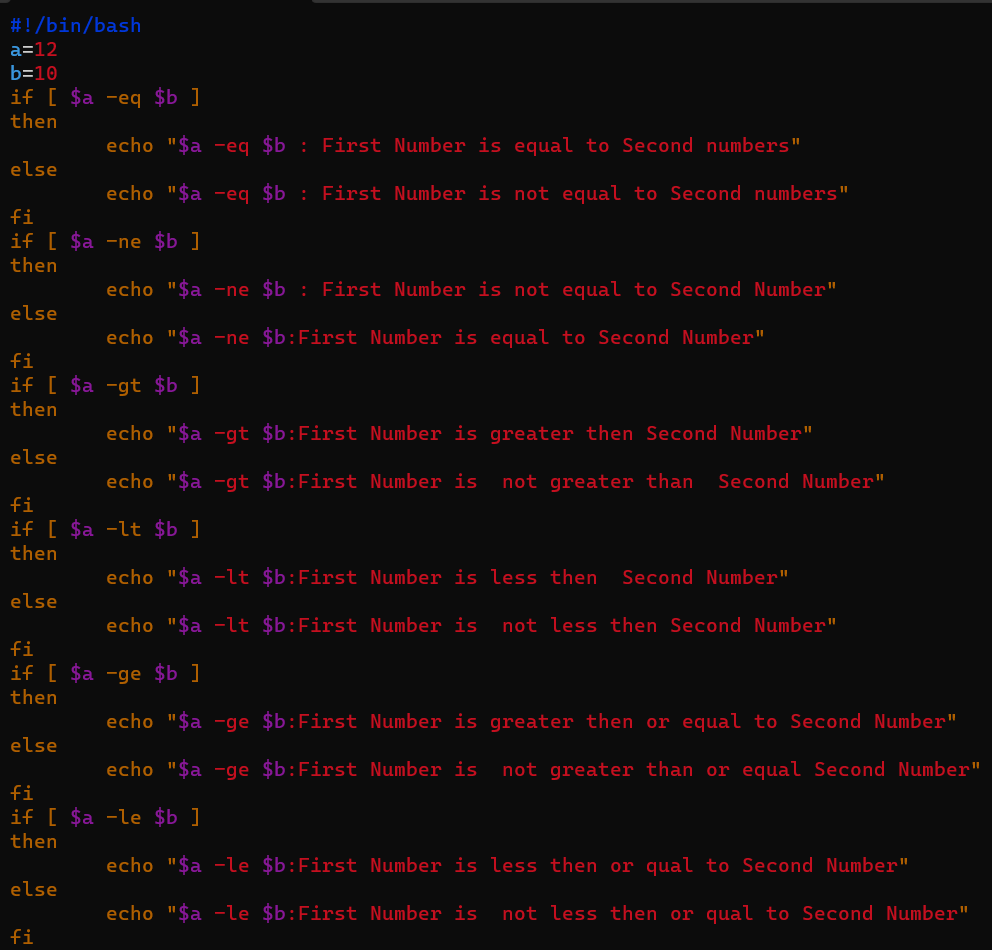 #!/bin/bash
a=12
b=10
if [ $a -eq $b ]
then
        echo "$a -eq $b : First Number is equal to Second numbers"
else
        echo "$a -eq $b : First Number is not equal to Second numbers"
fi
if [ $a -ne $b ]
then
        echo "$a -ne $b : First Number is not equal to Second Number"
else
        echo "$a -ne $b:First Number is equal to Second Number"
fi
if [ $a -gt $b ]
then
        echo "$a -gt $b:First Number is greater then Second Number"
else
        echo "$a -gt $b:First Number is  not greater than  Second Number"
fi
if [ $a -lt $b ]
then
        echo "$a -lt $b:First Number is less then  Second Number"
else
        echo "$a -lt $b:First Number is  not less then Second Number"
fi
if [ $a -ge $b ]
then
        echo "$a -ge $b:First Number is greater then or equal to Second Number"
else
        echo "$a -ge $b:First Number is  not greater than or equal Second Number"
fi
if [ $a -le $b ]
then
        echo "$a -le $b:First Number is less then or qual to Second Number"
else
        echo "$a -le $b:First Number is  not less then or qual to Second Number"
fi